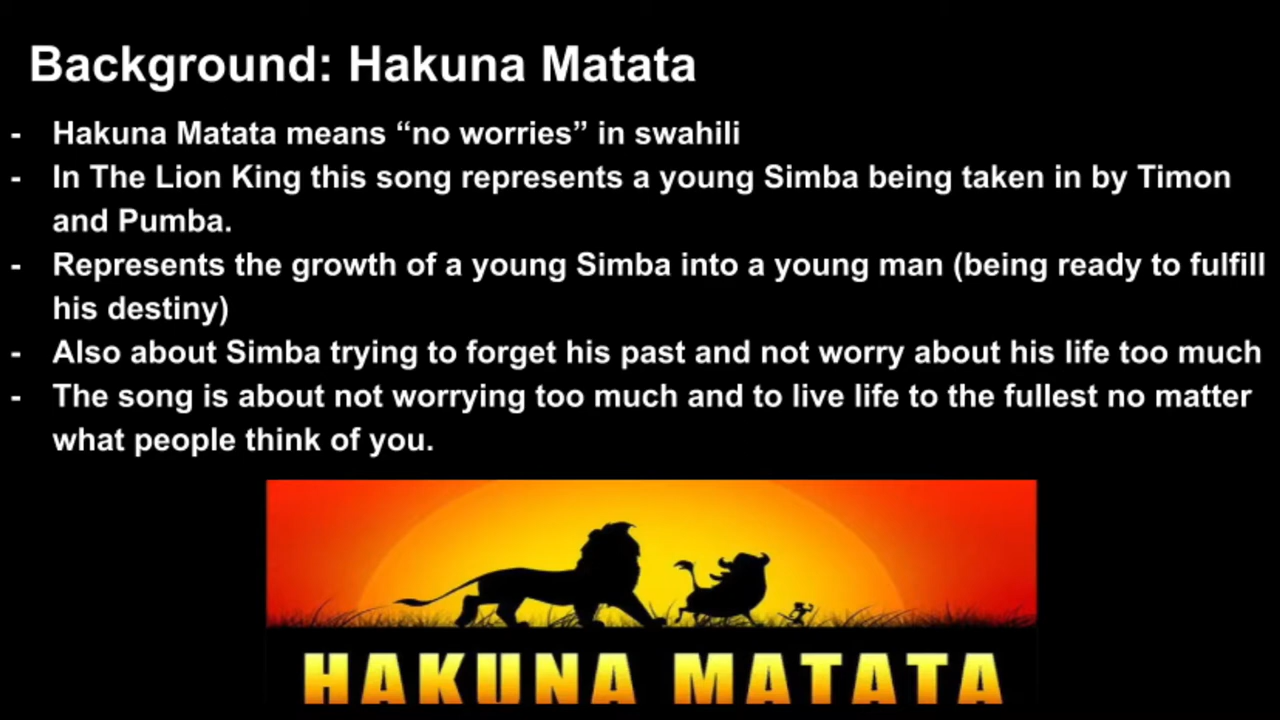 Background: Hakuna Matata
- Hakuna Matata means “no worries” in swahili
- In The Lion King this song represents a young Simba being taken in by Timon
and Pumba.
- Represents the growth of a young Simba into a young man (being ready to fulfill
his destiny)
- Also about Simba trying to forget his past and not worry about his life too much
- The song is about not worrying too much and to live life to the fullest no matter
what people think of you.
HAKUNA MATATA